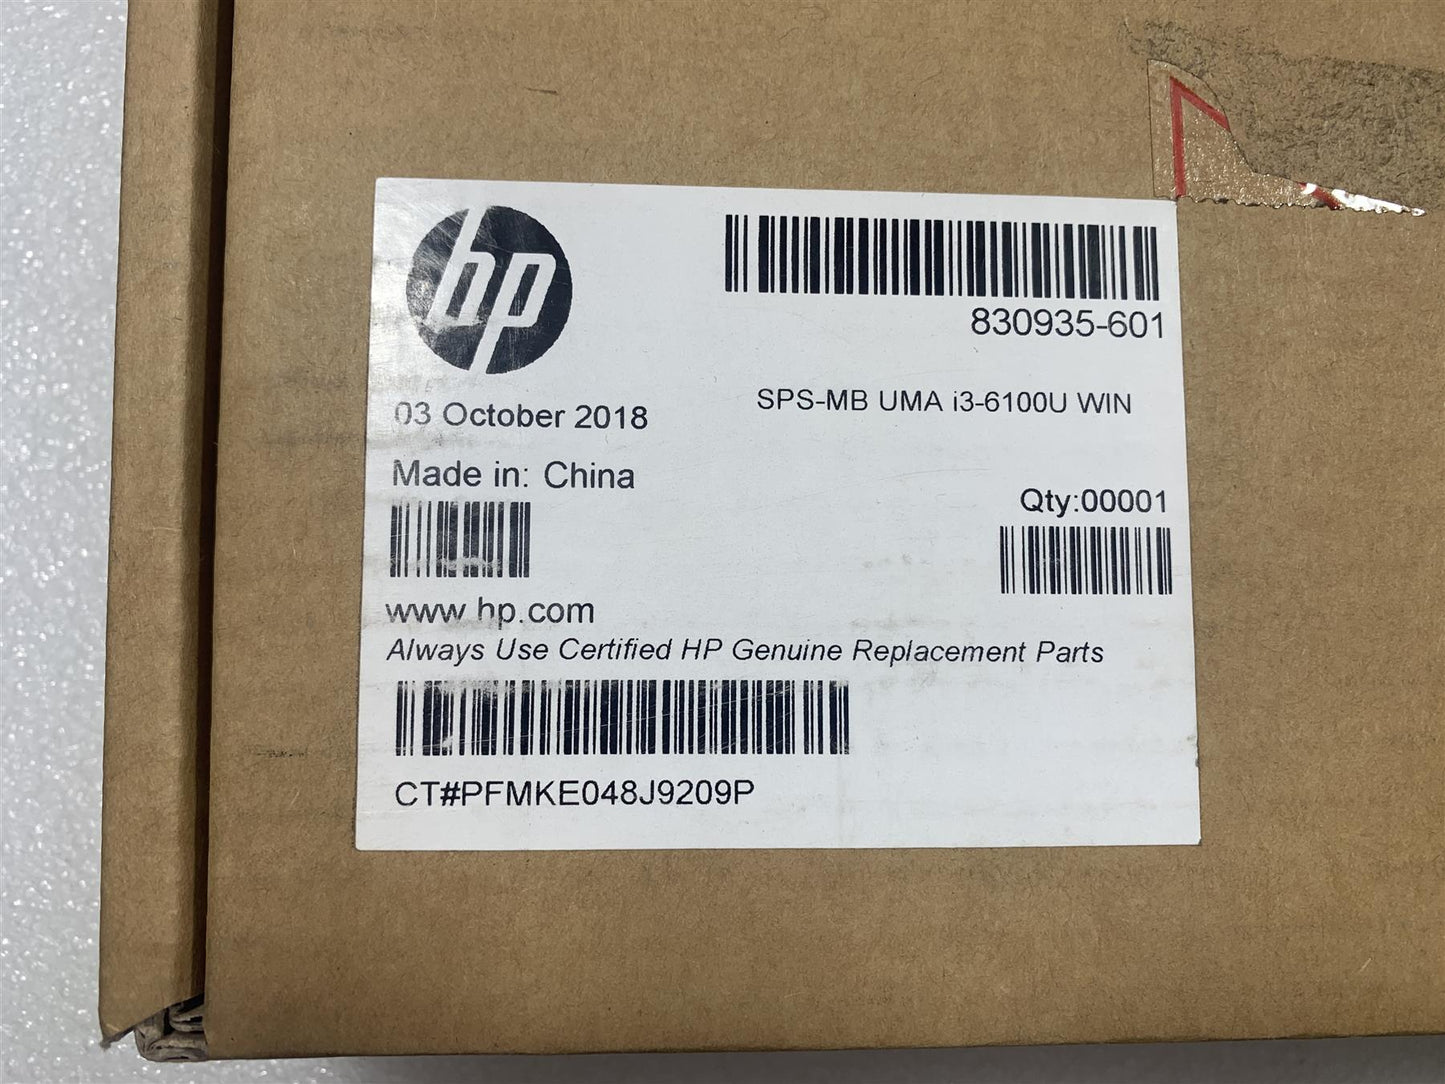 hp
830935-601
03 October 2018
SPS-MB UMA i3-6100U WIN
Made in: China
Qty:00001
www.hp.com
Always Use Certified HP Genuine Replacement Parts
CT#PFMKE048J9209P